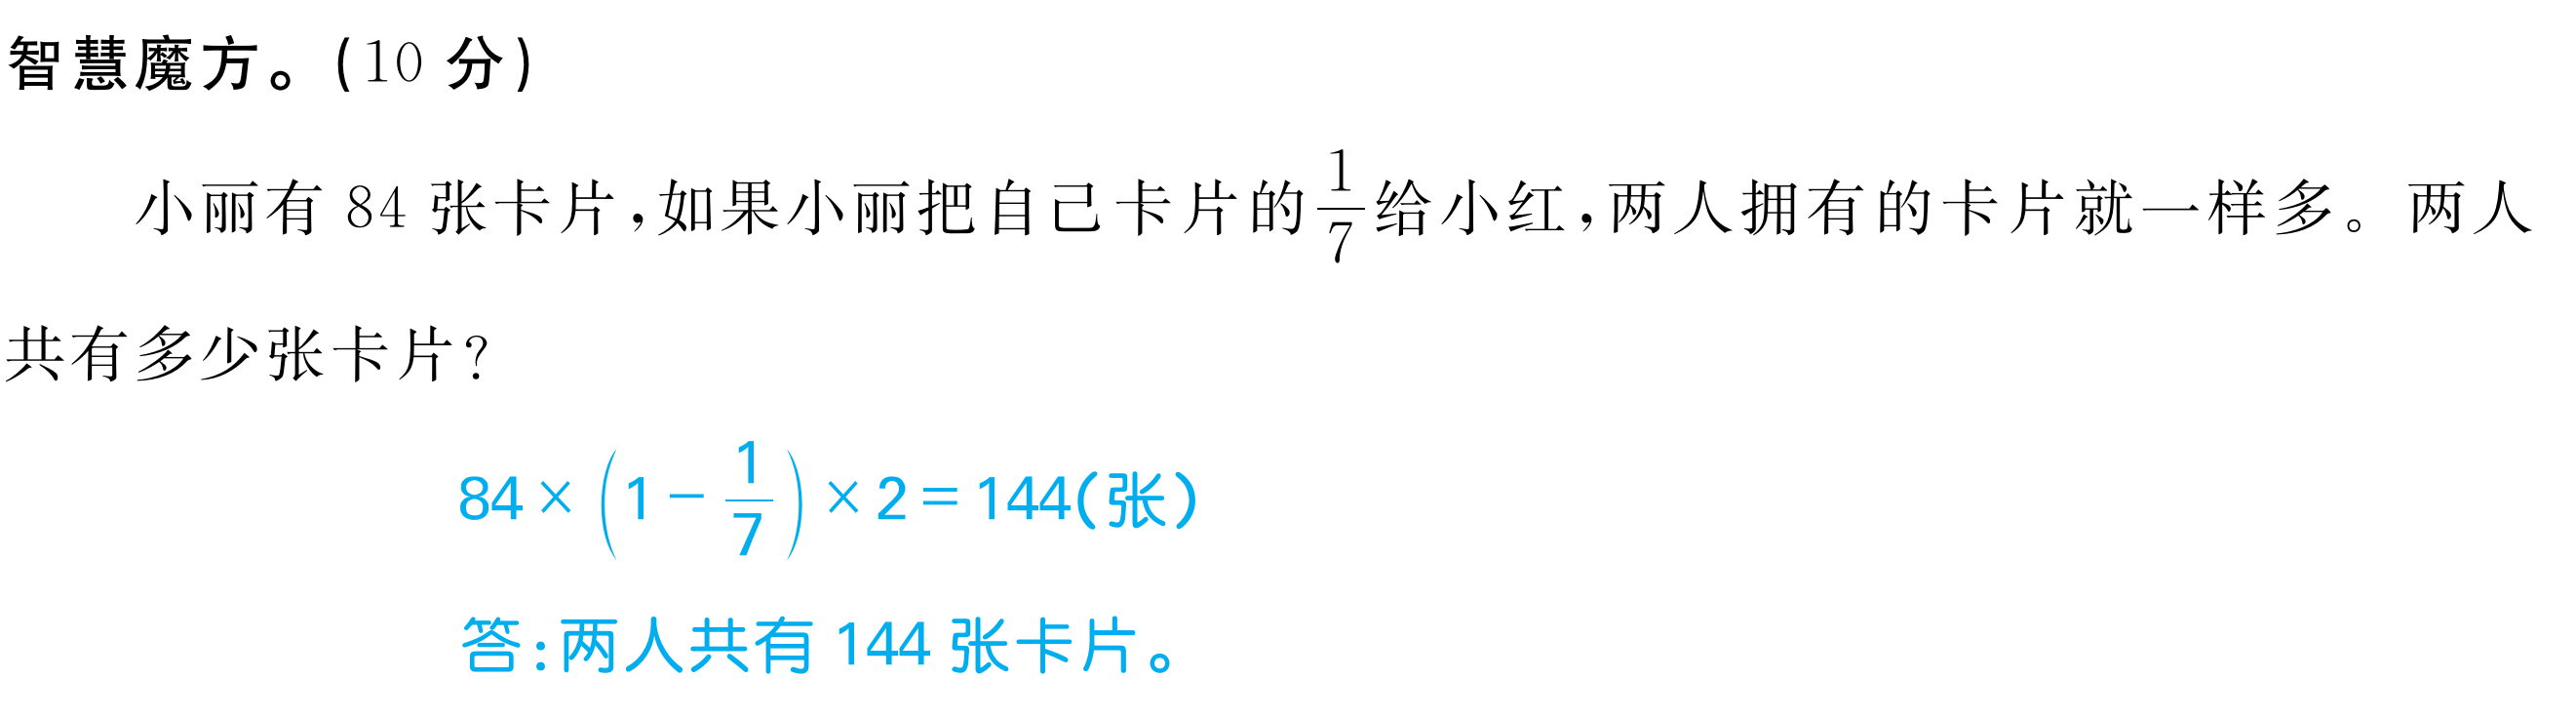 智慧魔方。(10 分)
小丽有 84 张卡片,如果小丽把自己卡片的1/7给小红,两人拥有的卡片就一样多。两人
共有多少张卡片?
84 × (1 − 1/7) × 2 = 144(张)
答:两人共有 144 张卡片。